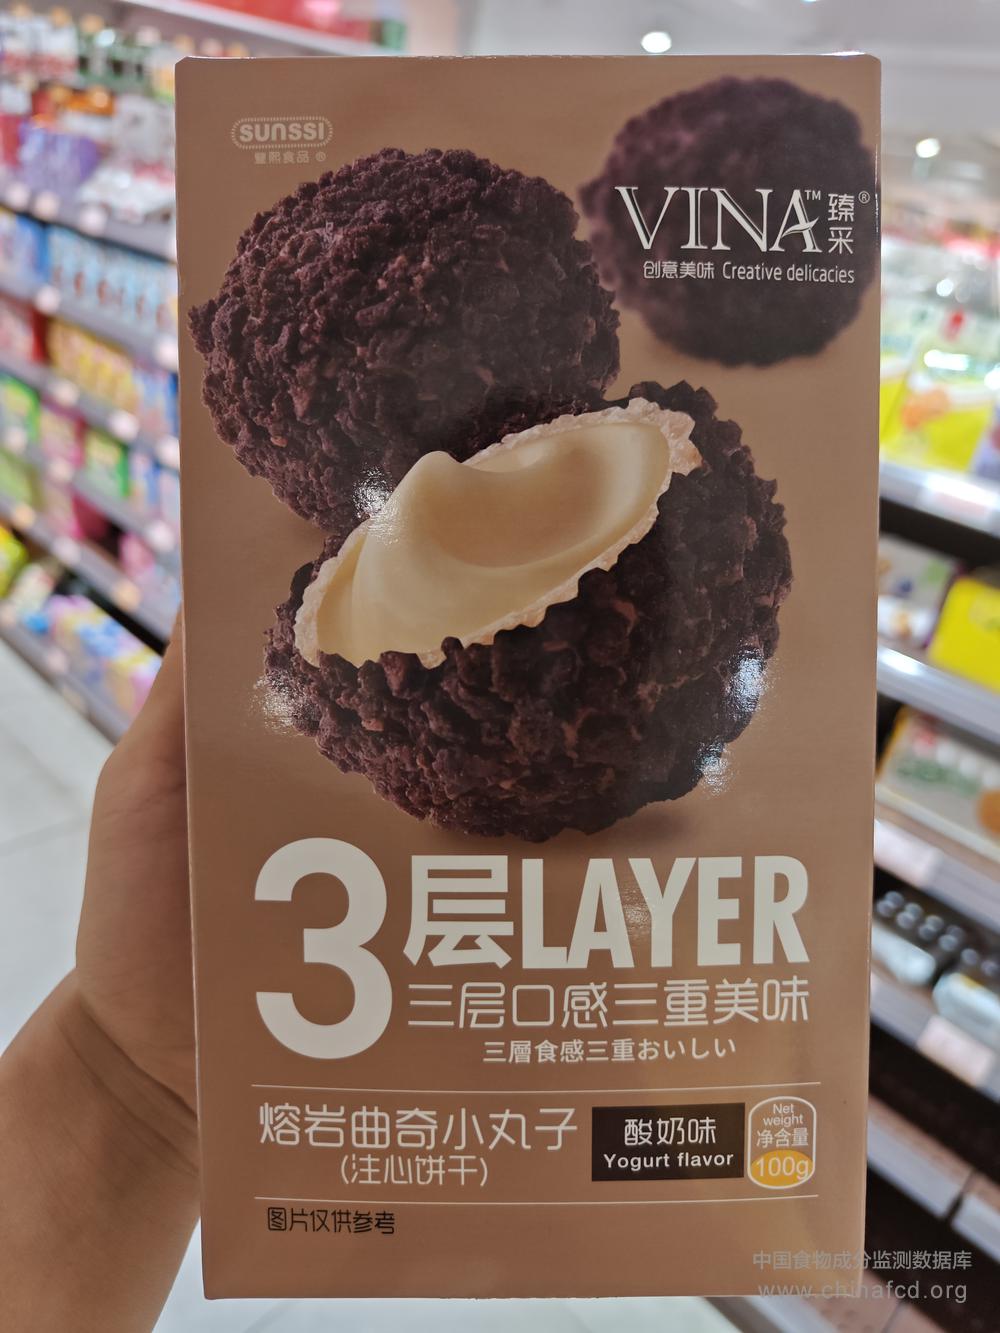 SUNSSI
豐熙食品®
VINA™ 臻采®
创意美味 Creative delicacies
3层LAYER
三层口感三重美味
三層食感三重おいしい
熔岩曲奇小丸子
(注心饼干)
酸奶味
Yogurt flavor
Net
weight
净含量
100g
图片仅供参考
中国食物成分监测数据库
www.chinafcd.org